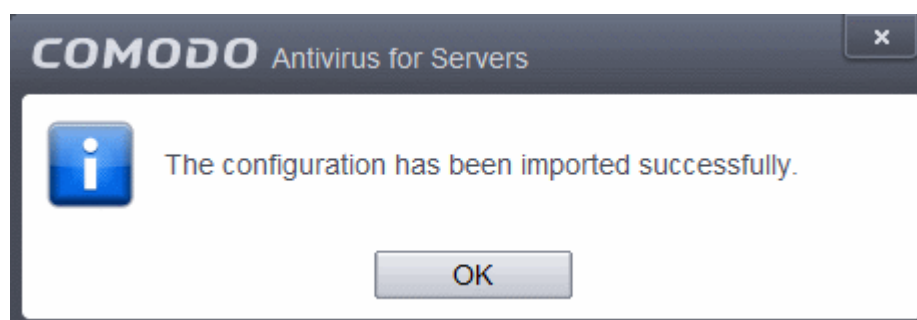 COMODO Antivirus for Servers
The configuration has been imported successfully.
OK